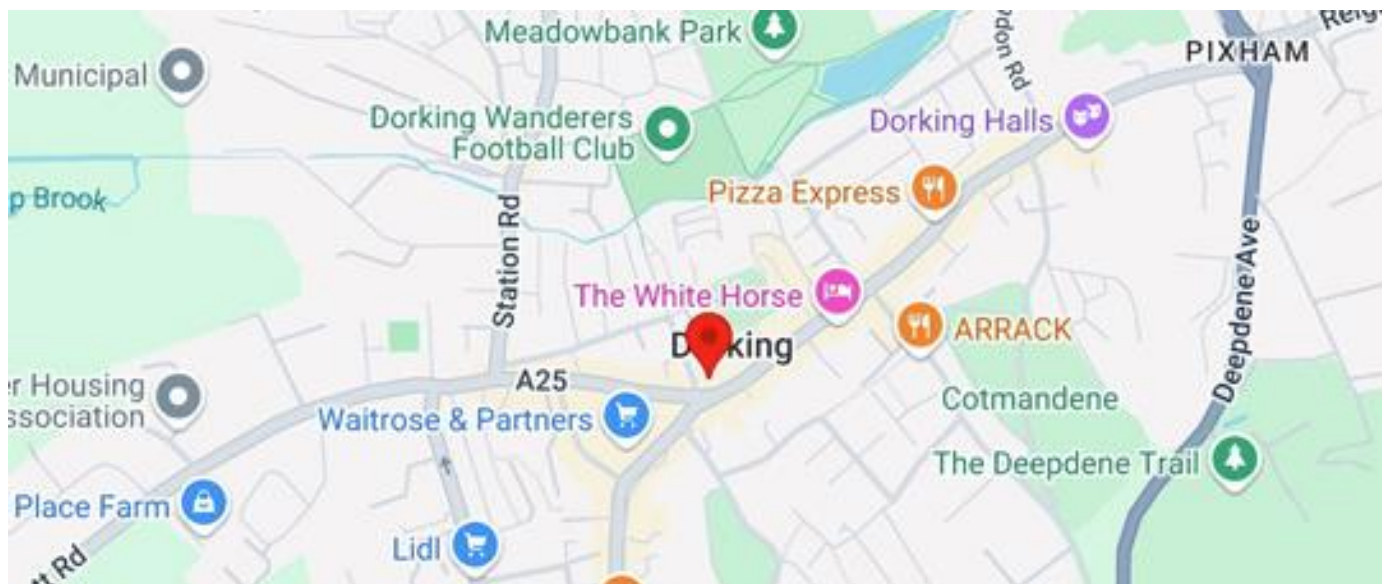 Meadowbank Park
Municipal
PIXHAM
Dorking Wanderers
Football Club
Dorking Halls
Pizza Express
p Brook
Station Rd
Deepdene Ave
The White Horse
ARRACK
A25
er Housing
ssociation
Waitrose & Partners
Cotmandene
The Deepdene Trail
Place Farm
Lidl
tt Rd